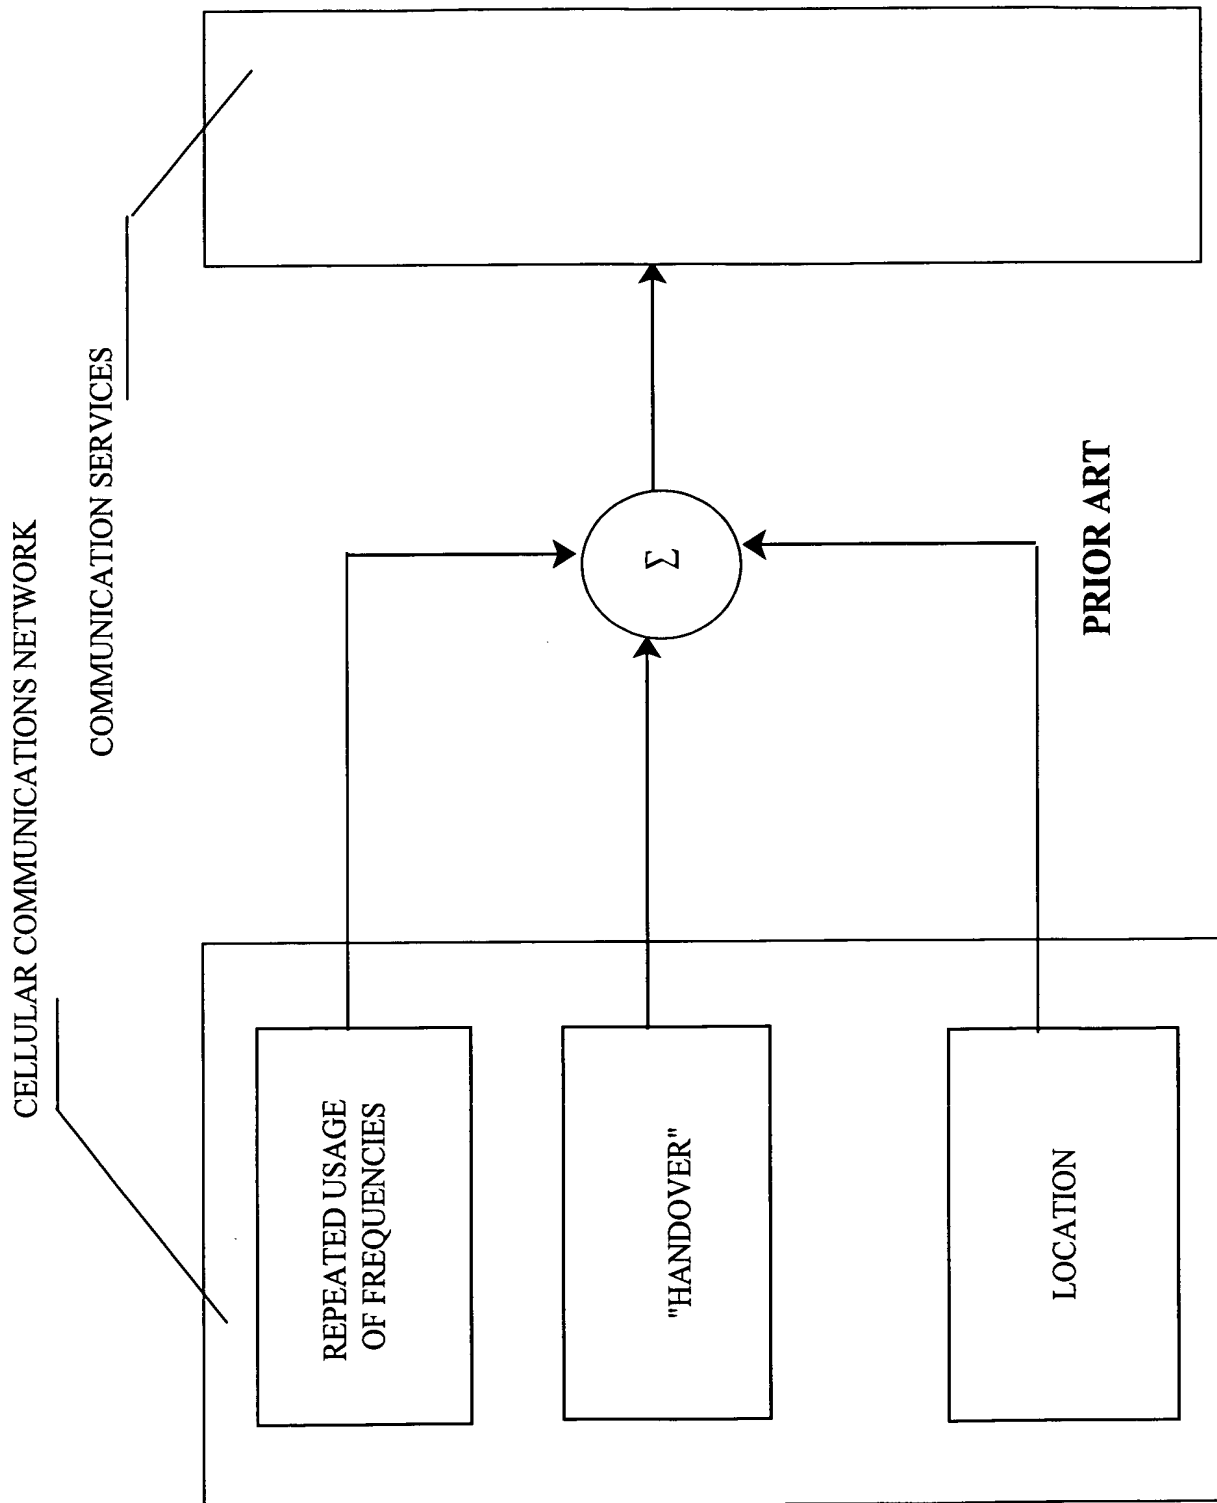 CELLULAR COMMUNICATIONS NETWORK
COMMUNICATION SERVICES
REPEATED USAGE
OF FREQUENCIES
"HANDOVER"
LOCATION
Σ
PRIOR ART